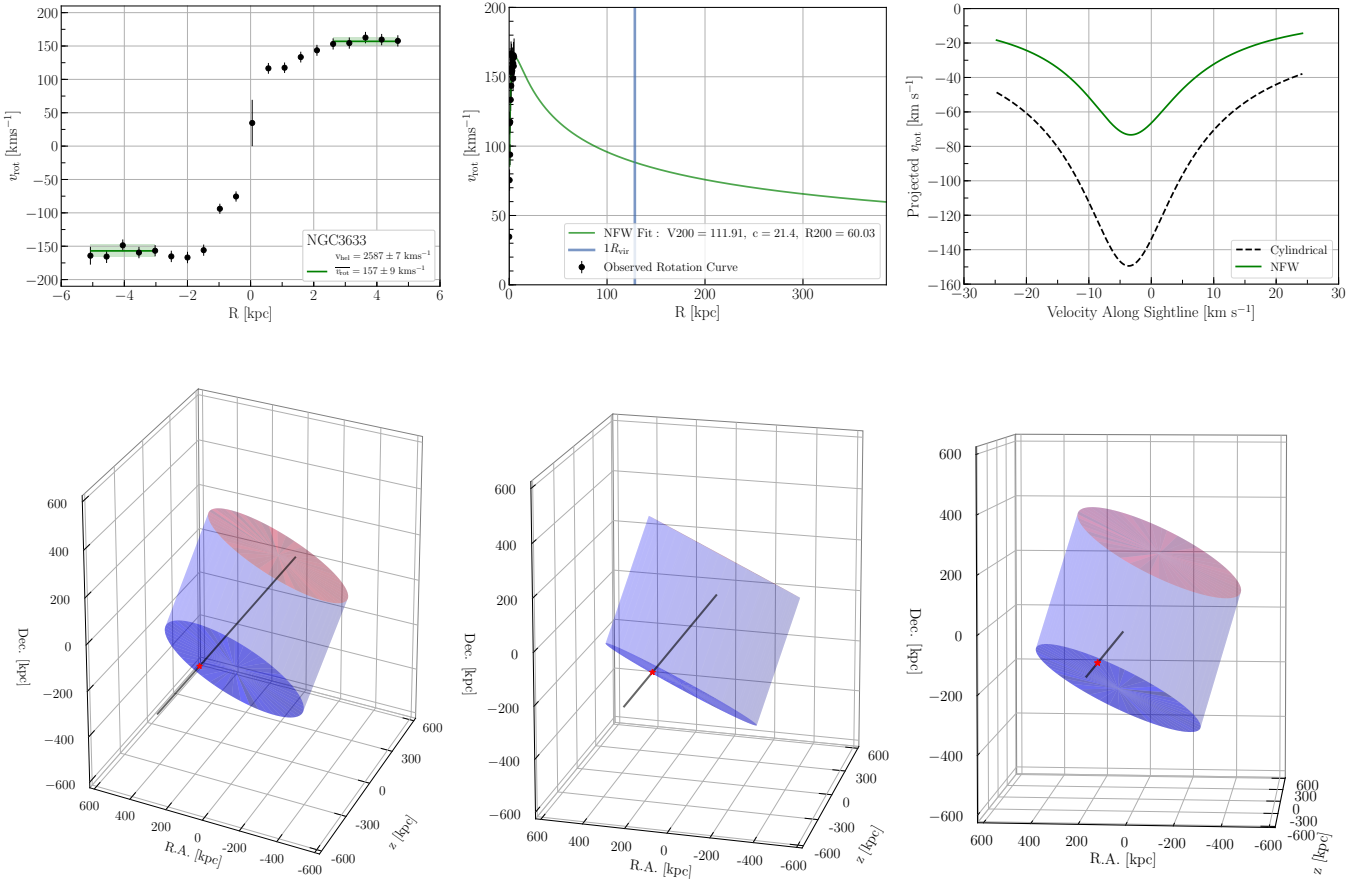 200
150
100
50
0
−50
−100
−150
−200
v_rot [kms⁻¹]
−6 −4 −2 0 2 4 6
R [kpc]
NGC3633
v_hel = 2587 ± 7 kms⁻¹
v̅_rot = 157 ± 9 kms⁻¹
200
150
100
50
0
v_rot [kms⁻¹]
0 100 200 300
R [kpc]
NFW Fit : V200 = 111.91, c = 21.4, R200 = 60.03
1R_vir
Observed Rotation Curve
0
−20
−40
−60
−80
−100
−120
−140
−160
Projected v_rot [km s⁻¹]
−30 −20 −10 0 10 20 30
Velocity Along Sightline [km s⁻¹]
Cylindrical
NFW
600
400
200
0
−200
−400
−600
Dec. [kpc]
600 400 200 0 -200 -400 -600
R.A. [kpc]
600
300
0
-300
-600
z [kpc]
600
400
200
0
−200
−400
−600
Dec. [kpc]
600 400 200 0 -200 -400 -600
R.A. [kpc]
600
300
0
-300
-600
z [kpc]
600
400
200
0
−200
−400
−600
Dec. [kpc]
600 400 200 0 -200 -400 -600
R.A. [kpc]
600
300
0
-300
-600
z [kpc]